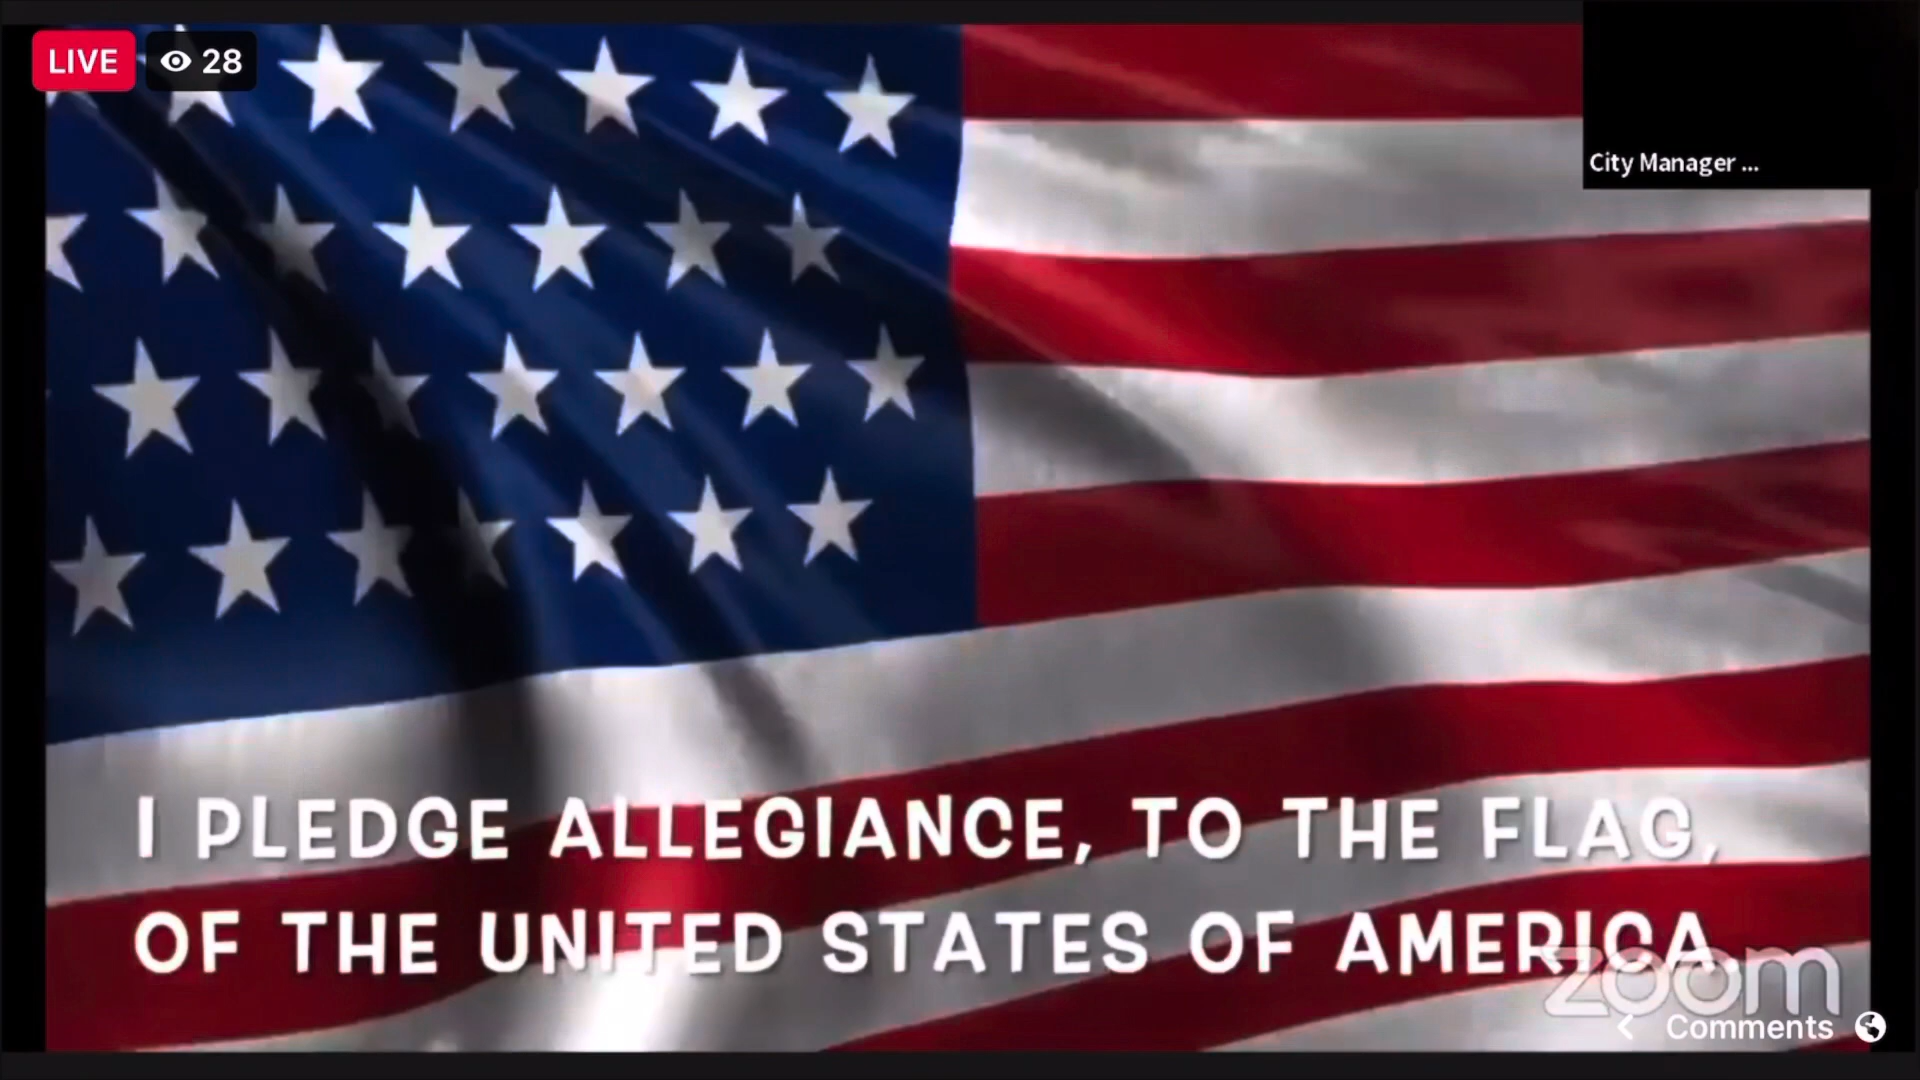 LIVE 28
City Manager ...
I PLEDGE ALLEGIANCE, TO THE FLAG,
OF THE UNITED STATES OF AMERICA.
zoom
Comments